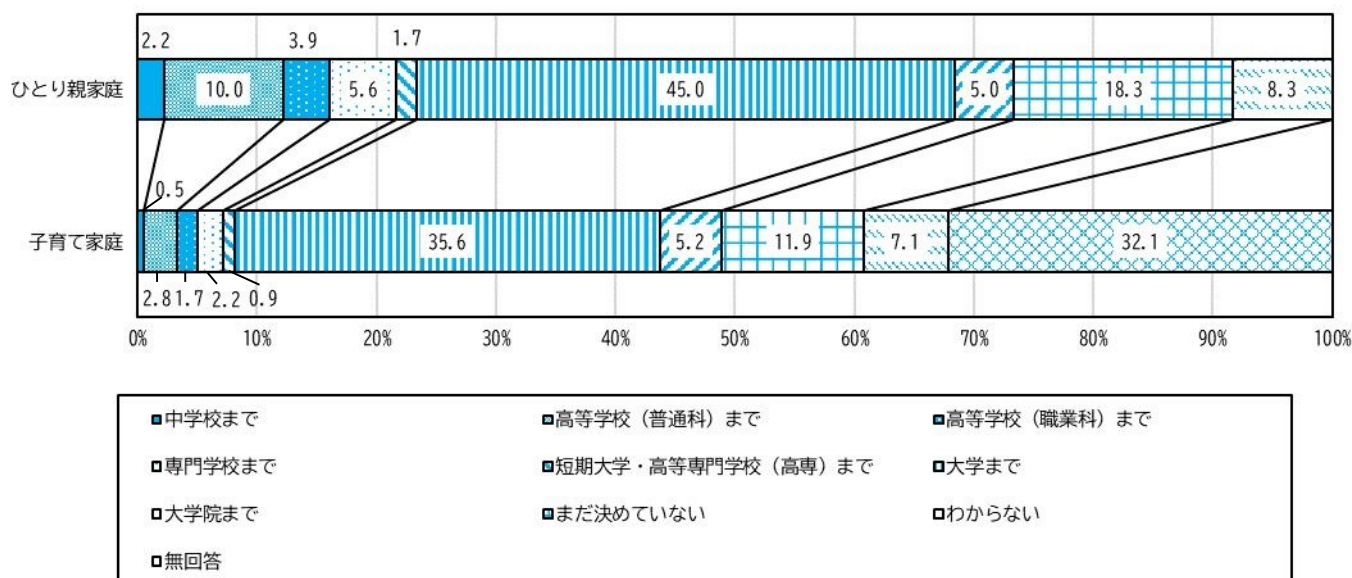 2.2 3.9 1.7
ひとり親家庭 10.0 5.6 45.0 5.0 18.3 8.3
0.5
子育て家庭 35.6 5.2 11.9 7.1 32.1
2.8 1.7 2.2 0.9
0% 10% 20% 30% 40% 50% 60% 70% 80% 90% 100%
中学校まで 高等学校（普通科）まで 高等学校（職業科）まで
専門学校まで 短期大学・高等専門学校（高専）まで 大学まで
大学院まで まだ決めていない わからない
無回答